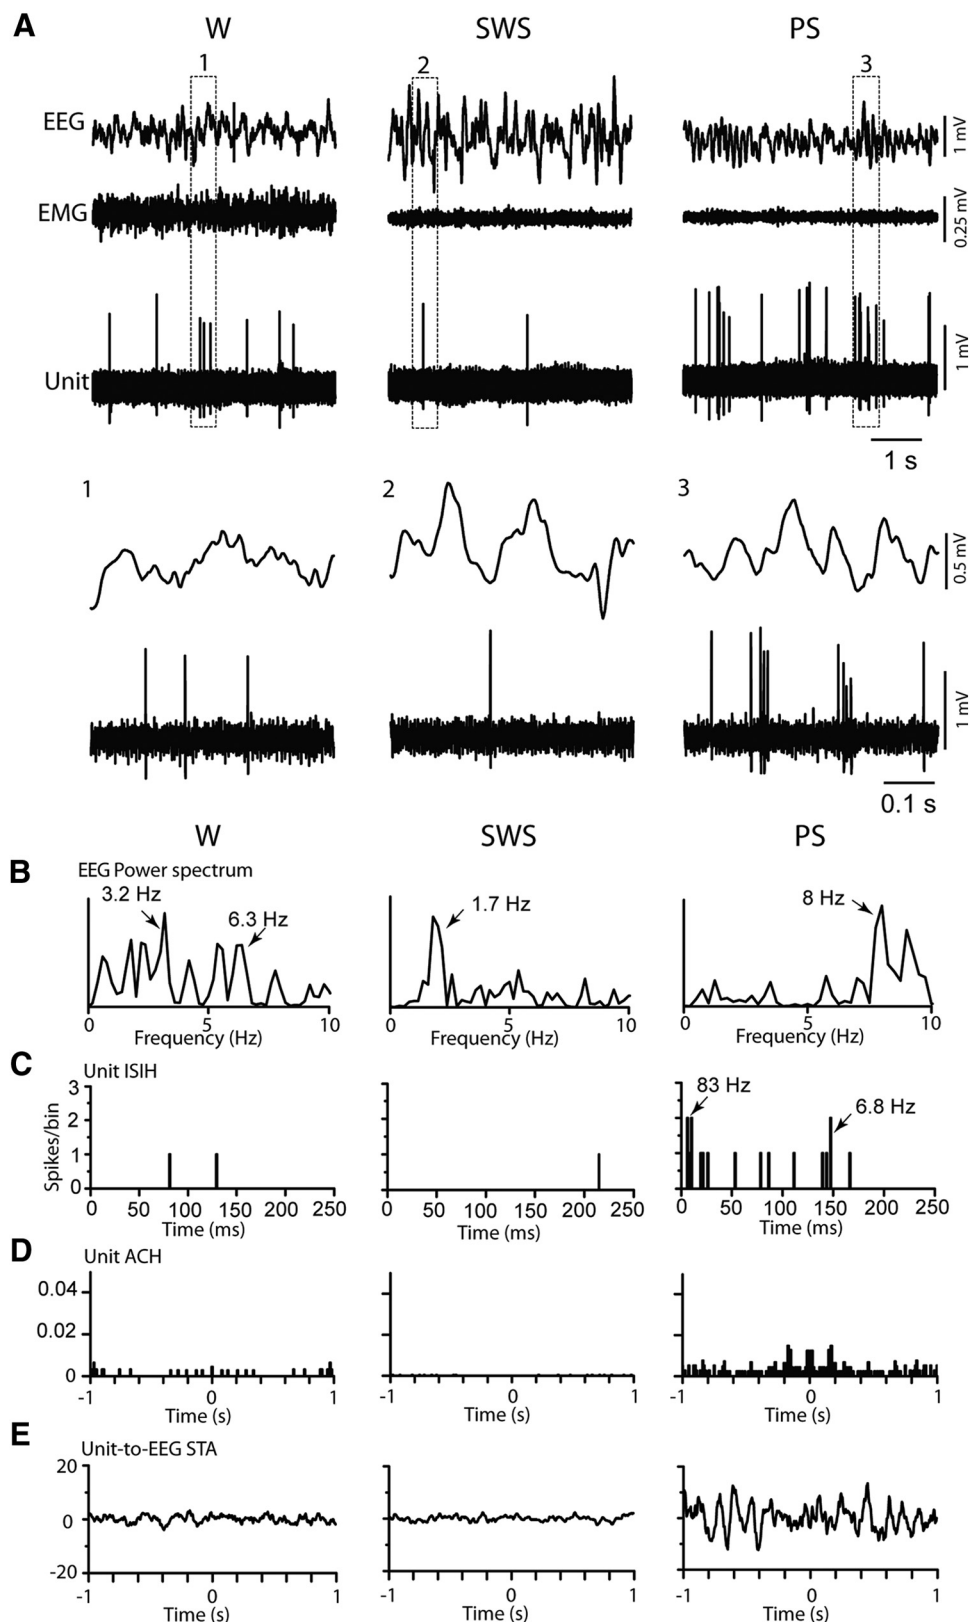 A
W SWS PS
1 2 3
EEG
1 mV
EMG
0.25 mV
Unit
1 mV
1 s
1 2 3
0.5 mV
1 mV
0.1 s
W SWS PS
B
EEG Power spectrum
3.2 Hz
6.3 Hz
1.7 Hz
8 Hz
0 5 10 0 5 10 0 5 10
Frequency (Hz) Frequency (Hz) Frequency (Hz)
C
Unit ISIH
3
2
1
0
Spikes/bin
83 Hz
6.8 Hz
0 50 100 150 200 250 0 50 100 150 200 250 0 50 100 150 200 250
Time (ms) Time (ms) Time (ms)
D
Unit ACH
0.04
0.02
0
-1 0 1 -1 0 1 -1 0 1
Time (s) Time (s) Time (s)
E
Unit-to-EEG STA
20
0
-20
-1 0 1 -1 0 1 -1 0 1
Time (s) Time (s) Time (s)